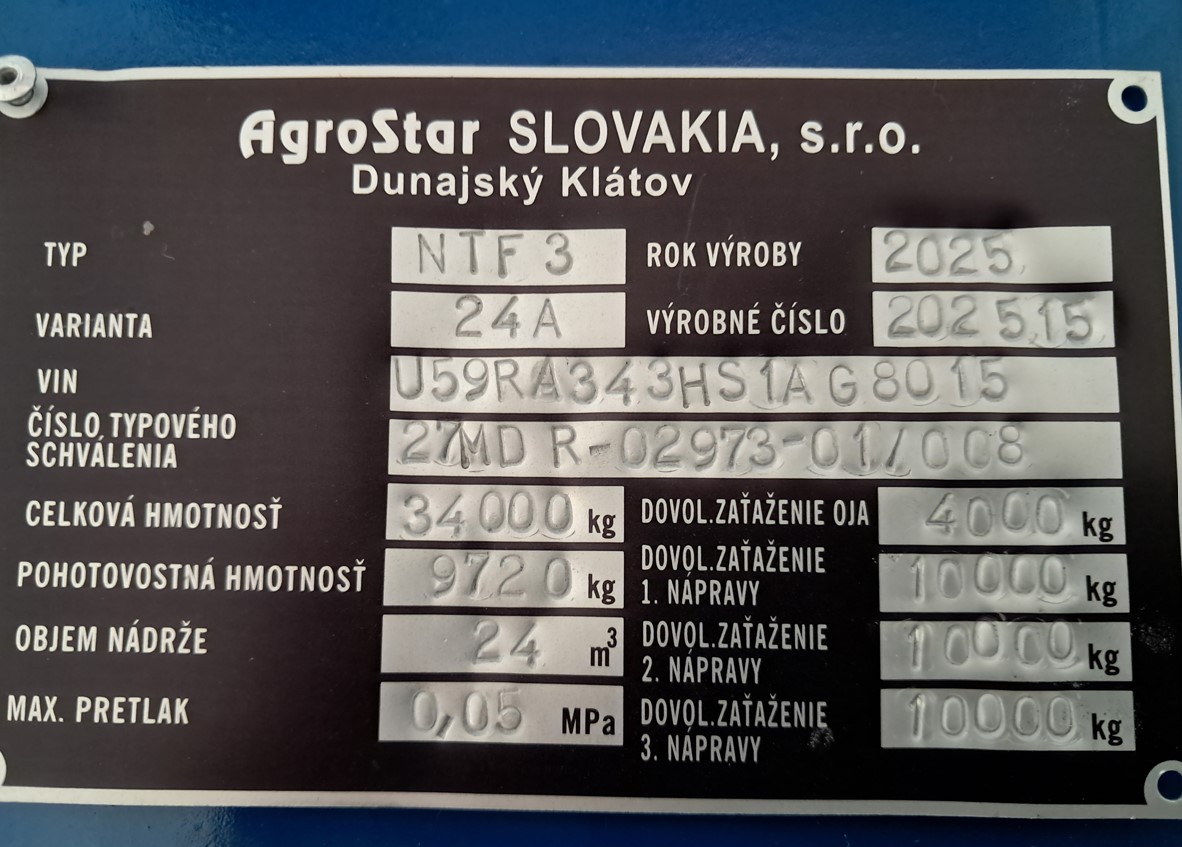 AgroStar SLOVAKIA, s.r.o.
Dunajský Klátov
TYP NTF 3 ROK VÝROBY 2025
VARIANTA 24A VÝROBNÉ ČÍSLO 2025.15
VIN U59RA343HS1AG8015
ČÍSLO TYPOVÉHO
SCHVÁLENIA 27MD R-02973-01/008
CELKOVÁ HMOTNOSŤ 34000 kg DOVOL.ZAŤAŽENIE OJA 4000 kg
POHOTOVOSTNÁ HMOTNOSŤ 9720 kg DOVOL.ZAŤAŽENIE
1. NÁPRAVY 10000 kg
OBJEM NÁDRŽE 24 m³ DOVOL.ZAŤAŽENIE
2. NÁPRAVY 10000 kg
MAX. PRETLAK 0,05 MPa DOVOL.ZAŤAŽENIE
3. NÁPRAVY 10000 kg